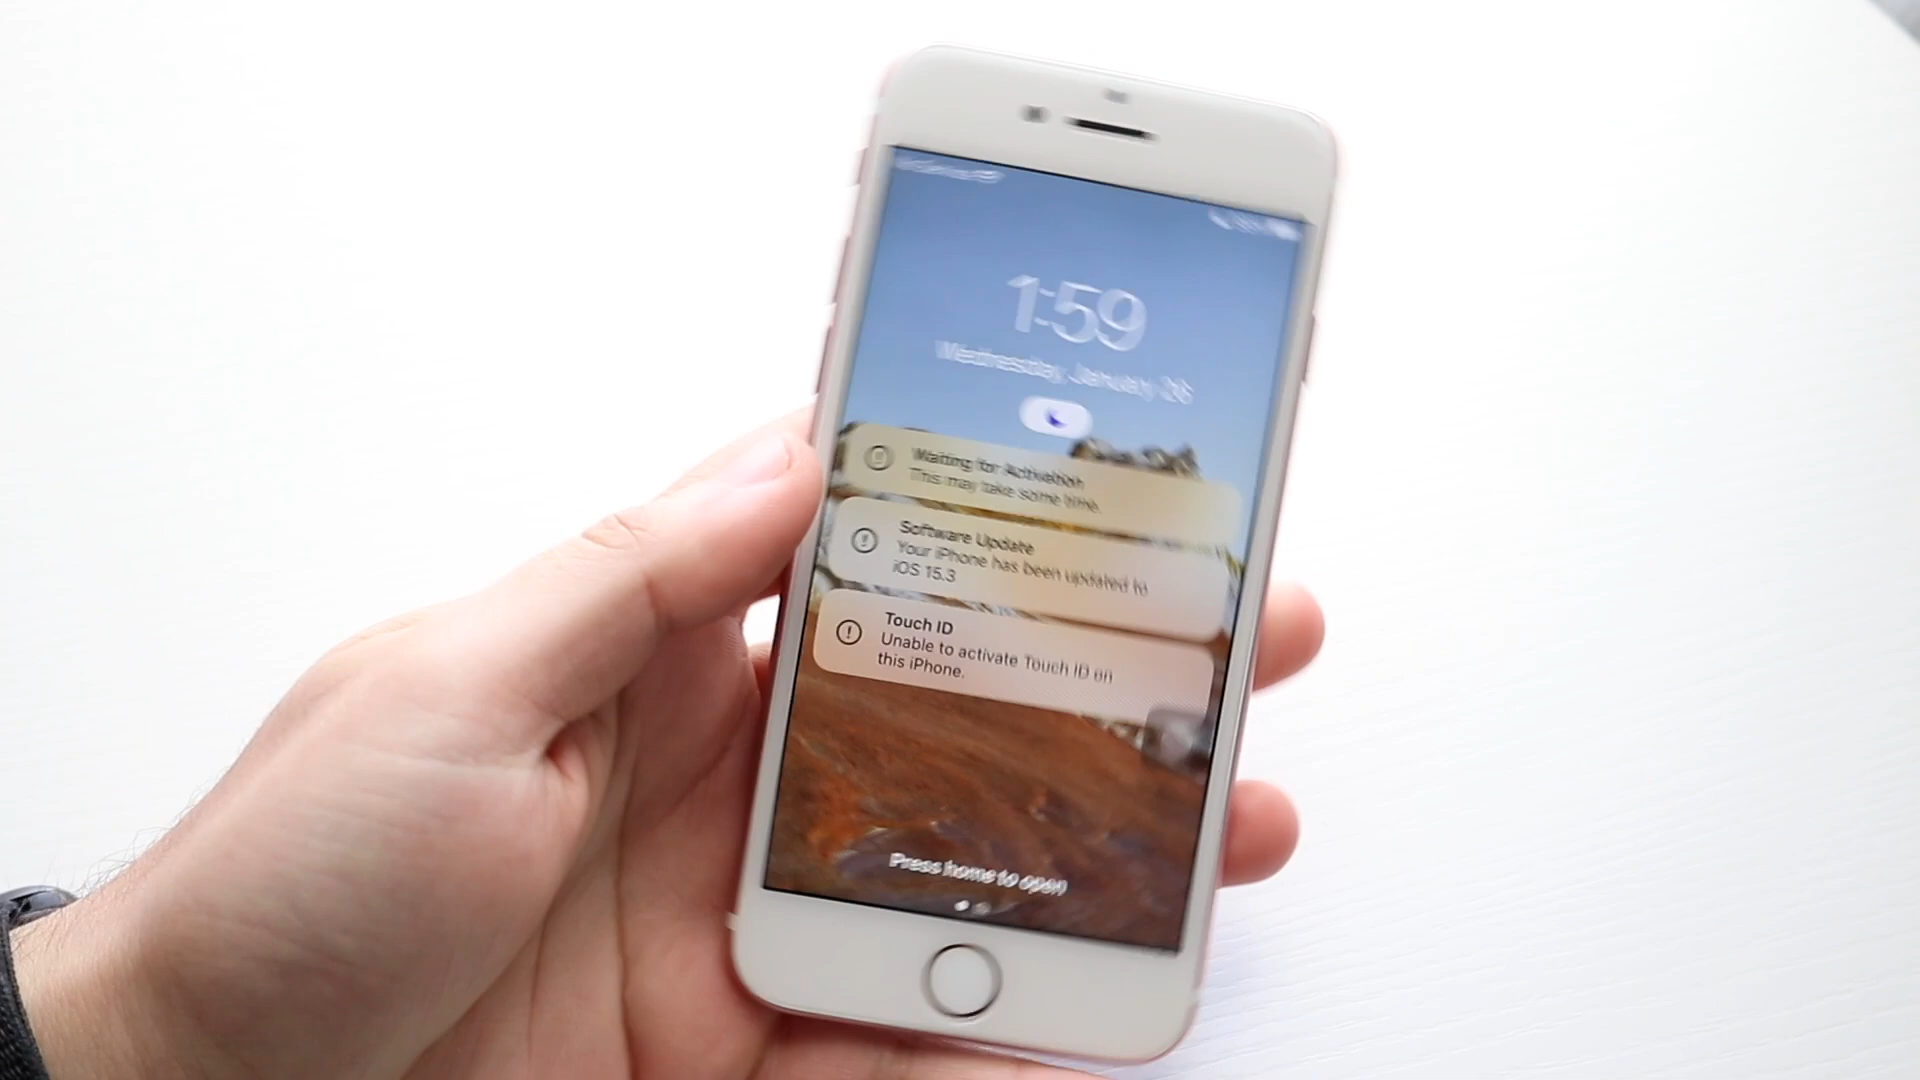 1:59
Wednesday, January 26
Waiting for Activation
This may take some time.
Software Update
Your iPhone has been updated to
iOS 15.3
Touch ID
Unable to activate Touch ID on
this iPhone.
Press home to open